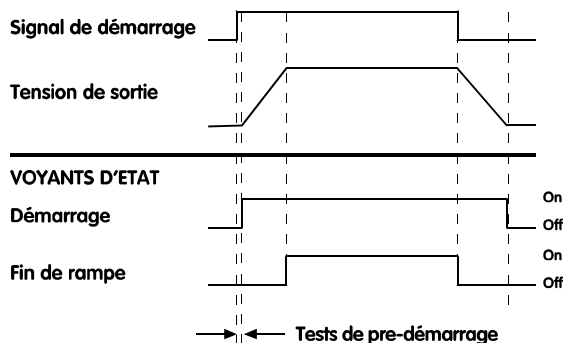 Signal de démarrage
Tension de sortie
VOYANTS D'ETAT
Démarrage
On
Off
Fin de rampe
On
Off
Tests de pre-démarrage